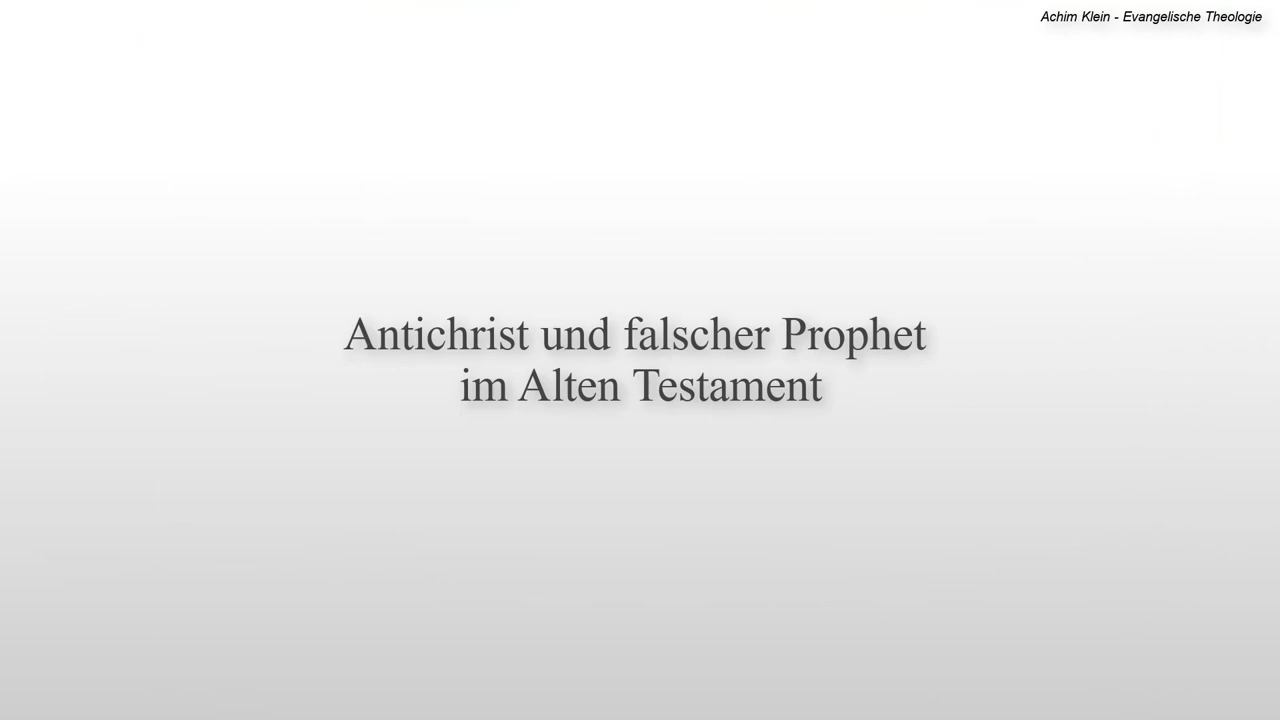 Achim Klein - Evangelische Theologie
Antichrist und falscher Prophet
im Alten Testament